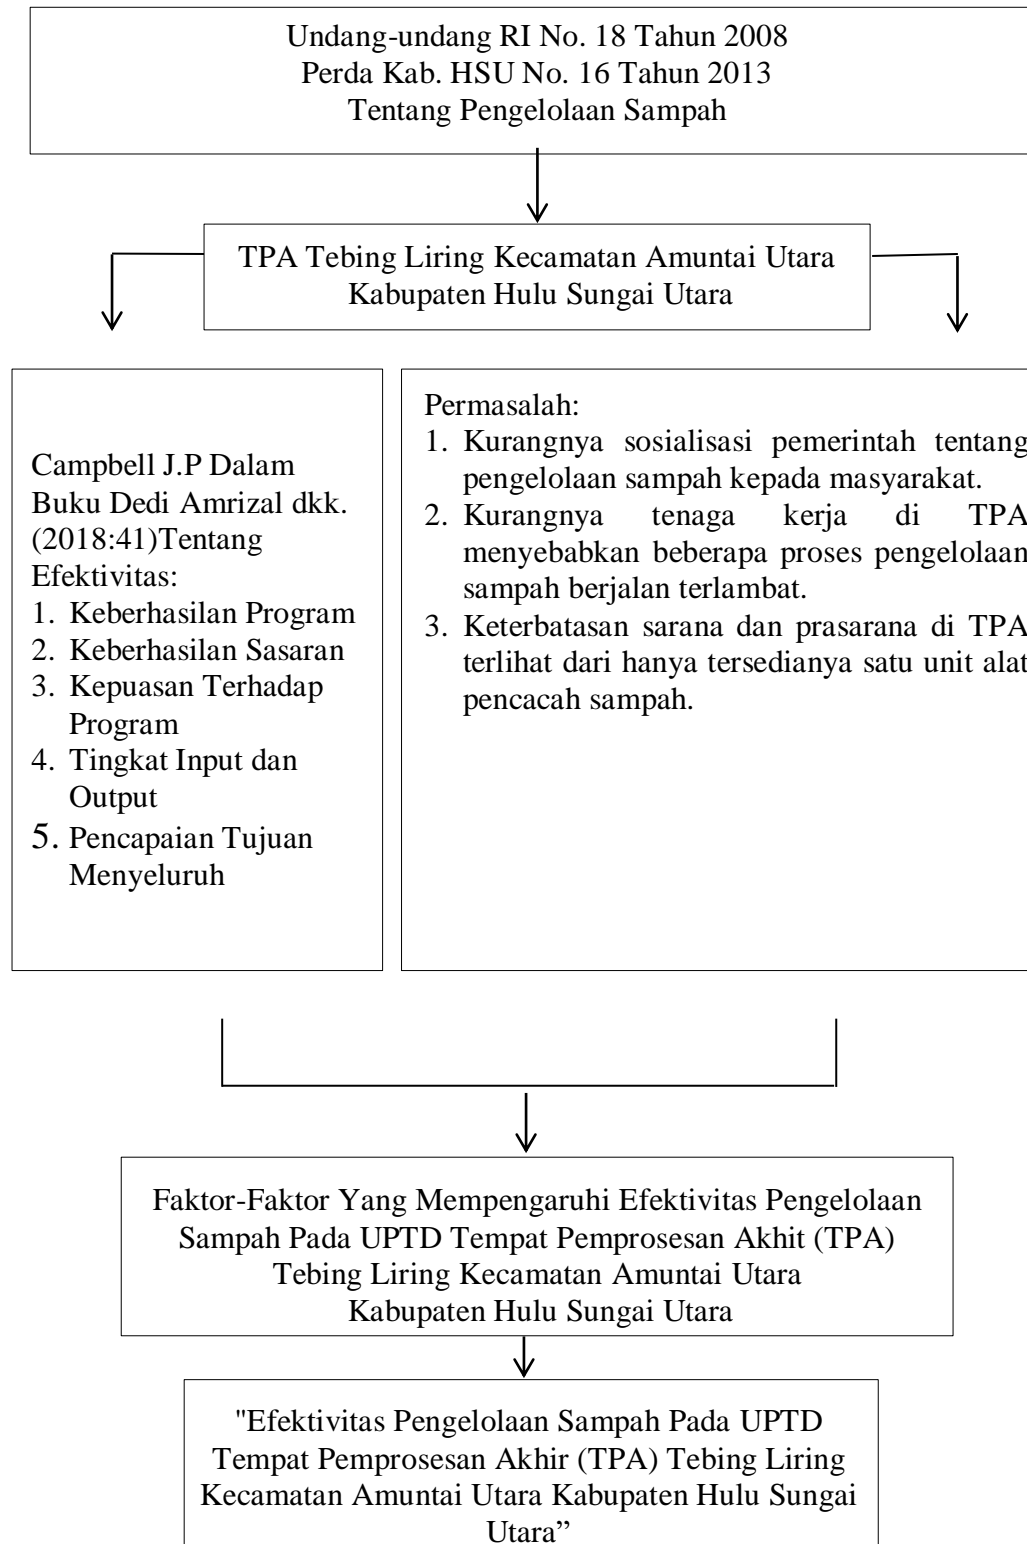 Undang-undang RI No. 18 Tahun 2008
Perda Kab. HSU No. 16 Tahun 2013
Tentang Pengelolaan Sampah
TPA Tebing Liring Kecamatan Amuntai Utara
Kabupaten Hulu Sungai Utara
Campbell J.P Dalam
Buku Dedi Amrizal dkk.
(2018:41)Tentang
Efektivitas:
1. Keberhasilan Program
2. Keberhasilan Sasaran
3. Kepuasan Terhadap
Program
4. Tingkat Input dan
Output
5. Pencapaian Tujuan
Menyeluruh
Permasalah:
1. Kurangnya sosialisasi pemerintah tentang
pengelolaan sampah kepada masyarakat.
2. Kurangnya tenaga kerja di TPA
menyebabkan beberapa proses pengelolaan
sampah berjalan terlambat.
3. Keterbatasan sarana dan prasarana di TPA
terlihat dari hanya tersedianya satu unit alat
pencacah sampah.
Faktor-Faktor Yang Mempengaruhi Efektivitas Pengelolaan
Sampah Pada UPTD Tempat Pemprosesan Akhit (TPA)
Tebing Liring Kecamatan Amuntai Utara
Kabupaten Hulu Sungai Utara
"Efektivitas Pengelolaan Sampah Pada UPTD
Tempat Pemprosesan Akhir (TPA) Tebing Liring
Kecamatan Amuntai Utara Kabupaten Hulu Sungai
Utara”